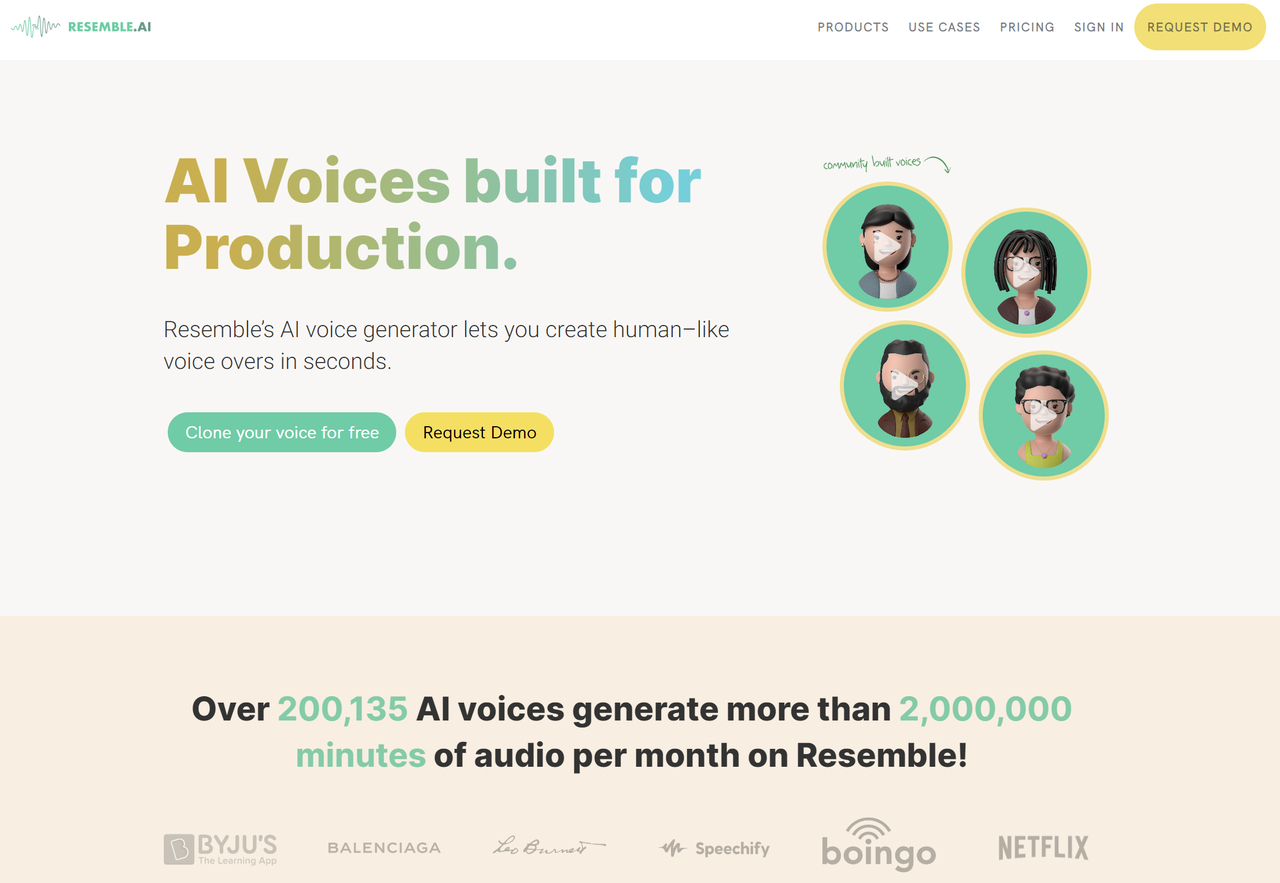 RESEMBLE.AI
PRODUCTS
USE CASES
PRICING
SIGN IN
REQUEST DEMO
AI Voices built for
Production.
Resemble’s AI voice generator lets you create human–like
voice overs in seconds.
Clone your voice for free
Request Demo
community built voices
Over 200,135 AI voices generate more than 2,000,000
minutes of audio per month on Resemble!
BYJU'S
The Learning App
BALENCIAGA
Leo Burnett
Speechify
boingo
NETFLIX